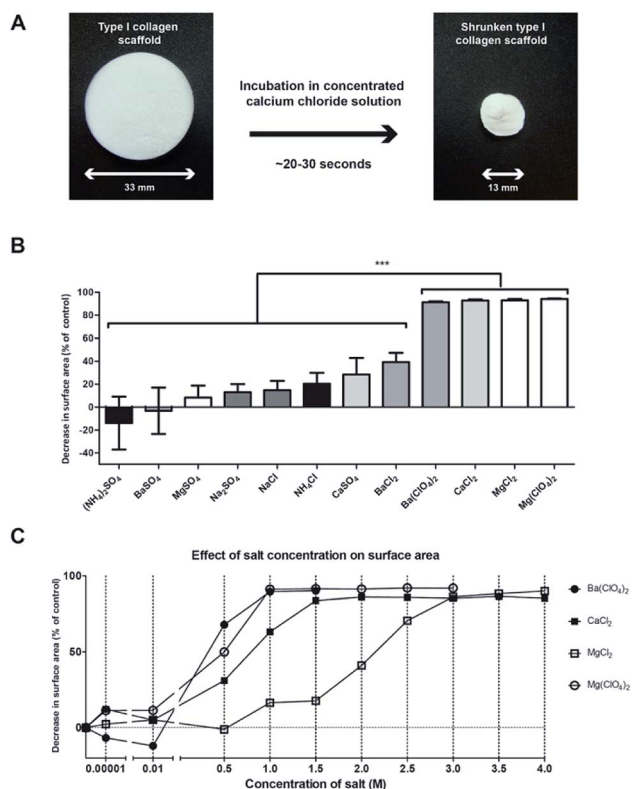 A
Type I collagen
scaffold
33 mm
Incubation in concentrated
calcium chloride solution
~20-30 seconds
Shrunken type I
collagen scaffold
13 mm
B
***
Decrease in surface area (% of control)
100
80
60
40
20
0
-20
-40
(NH₄)₂SO₄
BaSO₄
MgSO₄
Na₂SO₄
NaCl
NH₄Cl
CaSO₄
BaCl₂
Ba(ClO₄)₂
CaCl₂
MgCl₂
Mg(ClO₄)₂
C
Effect of salt concentration on surface area
Decrease in surface area (% of control)
100
0
0.00001 0.01 0.5 1.0 1.5 2.0 2.5 3.0 3.5 4.0
Concentration of salt (M)
Ba(ClO₄)₂
CaCl₂
MgCl₂
Mg(ClO₄)₂